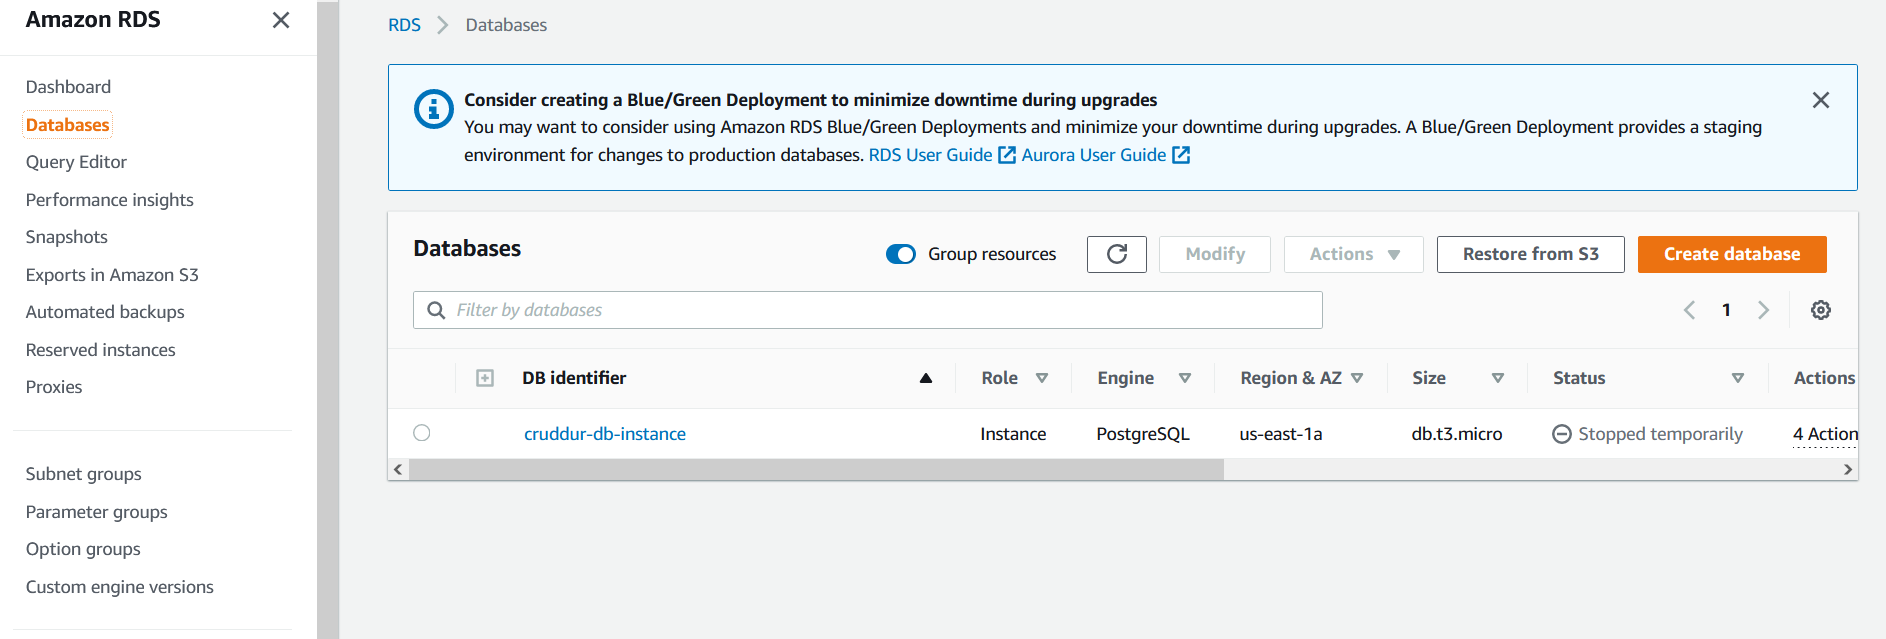 Amazon RDS
Dashboard
Databases
Query Editor
Performance insights
Snapshots
Exports in Amazon S3
Automated backups
Reserved instances
Proxies
Subnet groups
Parameter groups
Option groups
Custom engine versions
RDS > Databases
Consider creating a Blue/Green Deployment to minimize downtime during upgrades
You may want to consider using Amazon RDS Blue/Green Deployments and minimize your downtime during upgrades. A Blue/Green Deployment provides a staging
environment for changes to production databases. RDS User Guide Aurora User Guide
Databases Group resources Modify Actions Restore from S3 Create database
Filter by databases 1
DB identifier Role Engine Region & AZ Size Status Actions
cruddur-db-instance Instance PostgreSQL us-east-1a db.t3.micro Stopped temporarily 4 Action